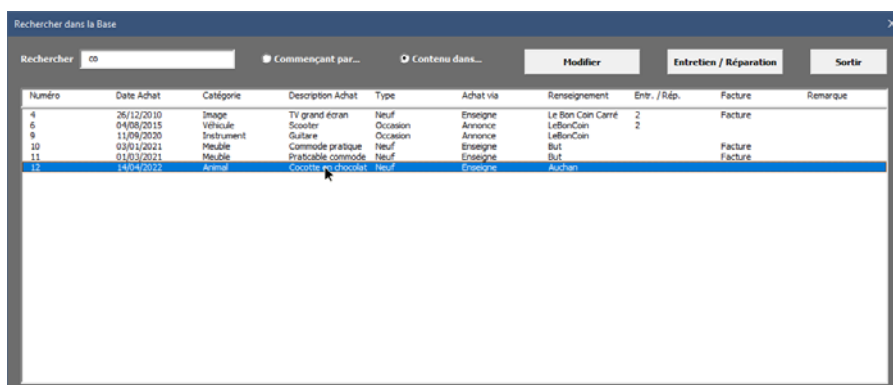 Rechercher dans la Base
Rechercher co Commençant par... Contenu dans... Modifier Entretien / Réparation Sortir
Numéro Date Achat Catégorie Description Achat Type Achat via Renseignement Entr. / Rép. Facture Remarque
4 26/12/2010 Image TV grand écran Neuf Enseigne Le Bon Coin Carré 2 Facture
6 04/08/2015 Véhicule Scooter Occasion Annonce LeBonCoin 2
9 11/09/2020 Instrument Guitare Occasion Annonce LeBonCoin
10 03/01/2021 Meuble Commode pratique Neuf Enseigne But Facture
11 01/03/2021 Meuble Praticable commode Neuf Enseigne But Facture
12 14/04/2022 Animal Cocotte en chocolat Neuf Enseigne Auchan